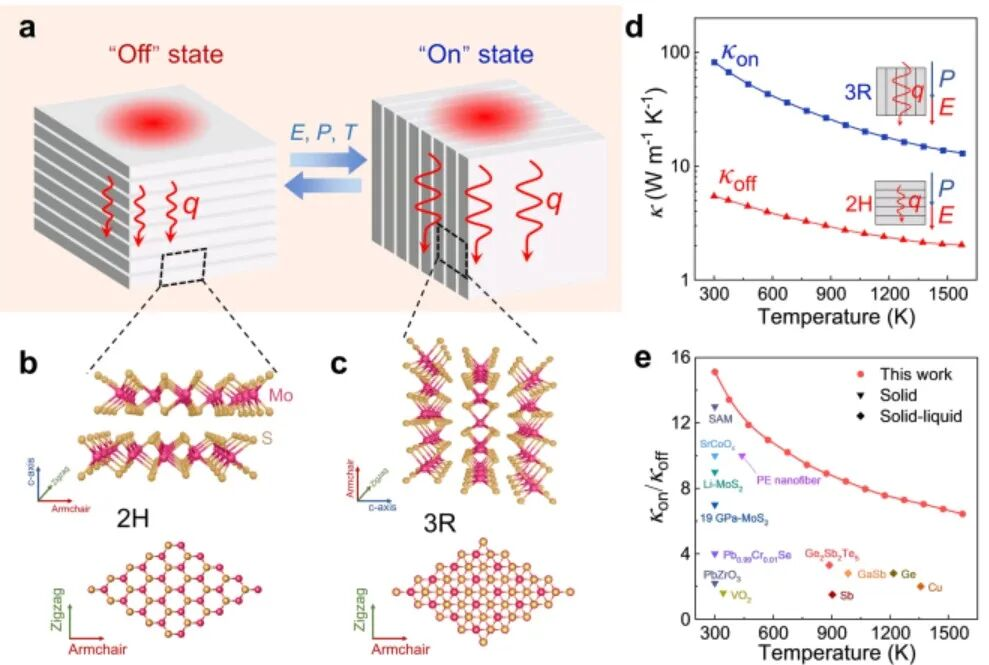 a
“Off” state
“On” state
E, P, T
q
q
b
Mo
S
c-axis
Zigzag
Armchair
2H
Zigzag
Armchair
c
Armchair
Zigzag
c-axis
3R
Zigzag
Armchair
d
κ (W m-1 K-1)
100
10
1
κon
3R
q
P
E
κoff
2H
q
P
E
300 600 900 1200 1500
Temperature (K)
e
κon/κoff
16
12
8
4
0
This work
Solid
Solid-liquid
SAM
SrCoOx
PE nanofiber
Li-MoS2
19 GPa-MoS2
Pb0.99Cr0.01Se
Ge2Sb2Te5
PbZrO3
GaSb
Ge
VO2
Sb
Cu
300 600 900 1200 1500
Temperature (K)